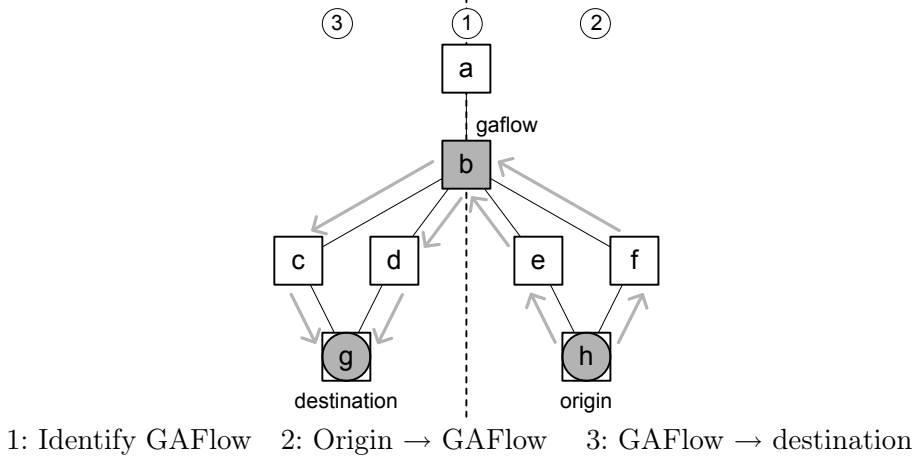 3 1 2
a
gaflow
b
c d e f
g h
destination origin
1: Identify GAFlow 2: Origin → GAFlow 3: GAFlow → destination